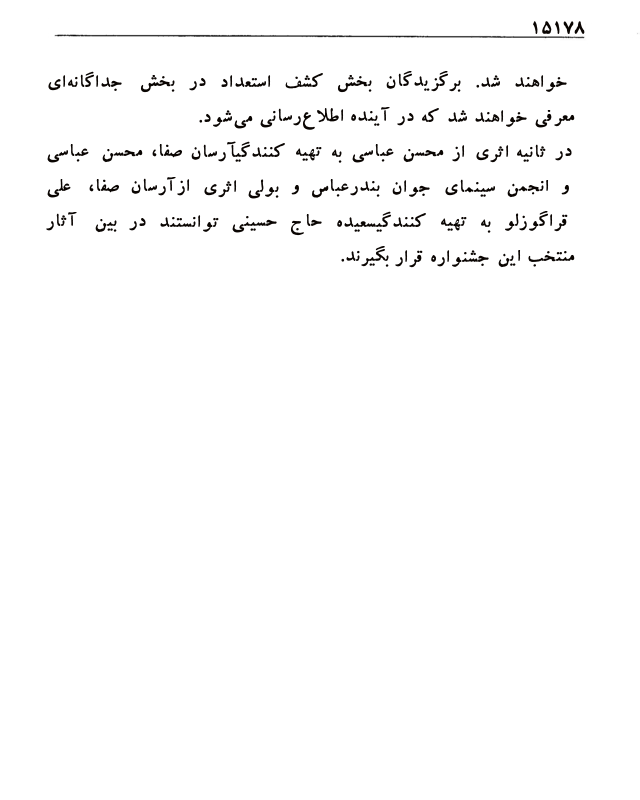 ۱۵۱۷۸
خواهند شد. برگزیدگان بخش کشف استعداد در بخش جداگانه‌ای
معرفی خواهند شد که در آینده اطلاع‌رسانی می‌شود.
در ثانیه اثری از محسن عباسی به تهیه کنندگیآرسان صفا، محسن عباسی
و انجمن سینمای جوان بندرعباس و بولی اثری ازآرسان صفا، علی
قراگوزلو به تهیه کنندگیسعیده حاج حسینی توانستند در بین آثار
منتخب این جشنواره قرار بگیرند.